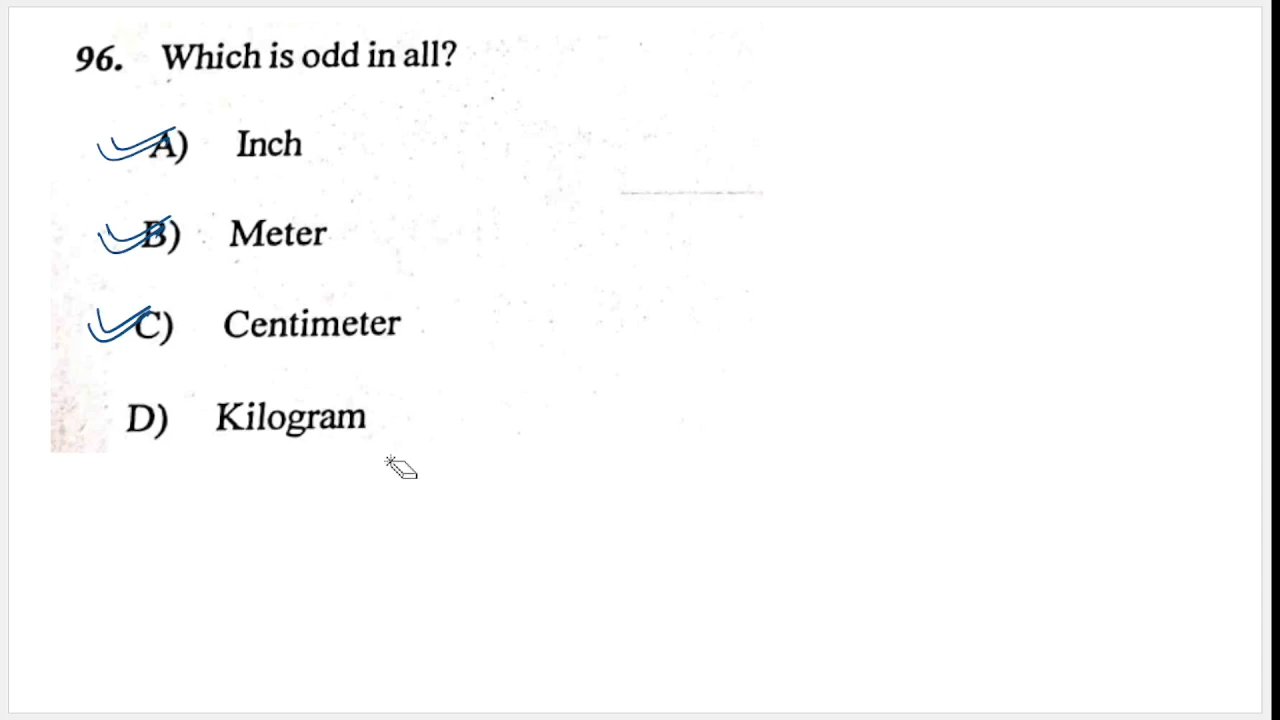 96. Which is odd in all?
A) Inch
B) Meter
C) Centimeter
D) Kilogram